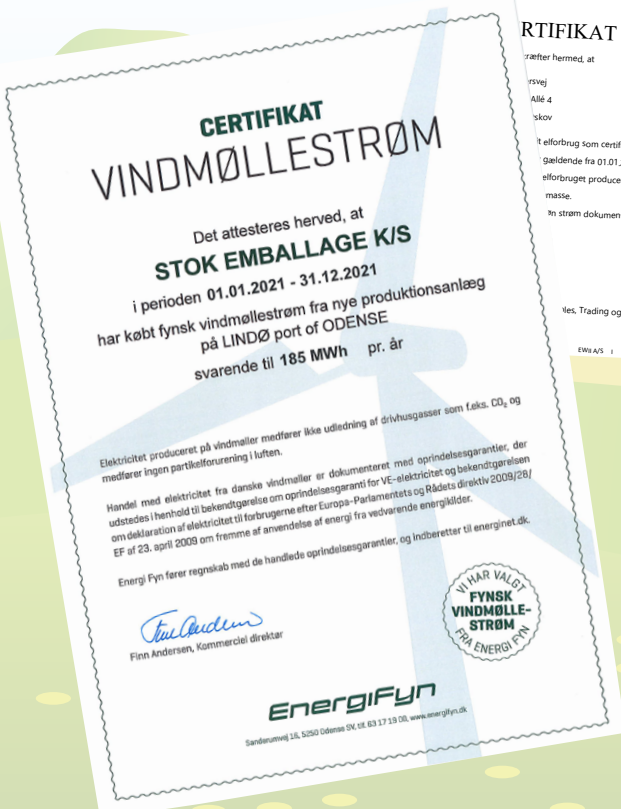 CERTIFIKAT
VINDMØLLESTRØM
Det attesteres herved, at
STOK EMBALLAGE K/S
i perioden 01.01.2021 - 31.12.2021
har købt fynsk vindmøllestrøm fra nye produktionsanlæg
på LINDØ port of ODENSE
svarende til 185 MWh pr. år
Elektricitet produceret på vindmøller medfører ikke udledning af drivhusgasser som f.eks. CO₂ og
medfører ingen partikelforurening i luften.
Handel med elektricitet fra danske vindmøller er dokumenteret med oprindelsesgarantier, der
udstedes i henhold til bekendtgørelse om oprindelsesgaranti for VE-elektricitet og bekendtgørelsen
om deklaration af elektricitet til forbrugerne efter Europa-Parlamentets og Rådets direktiv 2009/28/
EF af 23. april 2009 om fremme af anvendelse af energi fra vedvarende energikilder.
Energi Fyn fører regnskab med de handlede oprindelsesgarantier, og indberetter til energinet.dk.
Finn Andersen, Kommerciel direktør
VI HAR VALGT
FYNSK
VINDMØLLE-
STRØM
FRA ENERGI FYN
EnergiFyn
Sanderumvej 16, 5250 Odense SV, tlf. 63 17 19 00, www.energifyn.dk
RTIFIKAT
ræfter hermed, at
rsvej
Allé 4
skov
t elforbrug som certif
gældende fra 01.01.
elforbruget produce
masse.
øn strøm dokumen
les, Trading og
EWII A/S I